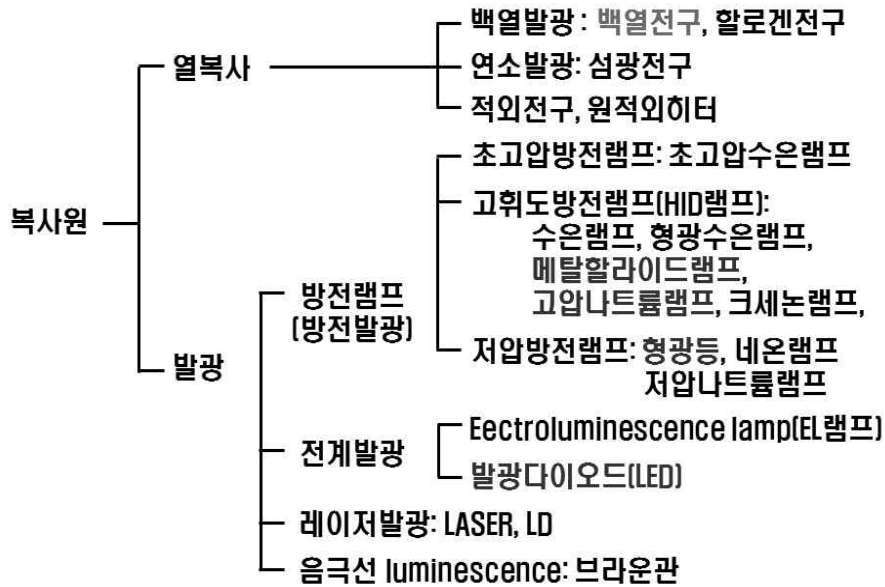 백열발광 : 백열전구, 할로겐전구
열복사
연소발광: 섬광전구
적외전구, 원적외히터
초고압방전램프: 초고압수은램프
복사원
고휘도방전램프(HID램프):
수은램프, 형광수은램프,
메탈할라이드램프,
고압나트륨램프, 크세논램프,
방전램프
(방전발광)
발광
저압방전램프: 형광등, 네온램프
저압나트륨램프
전계발광
Eectroluminescence lamp(EL램프)
발광다이오드(LED)
레이저발광: LASER, LD
음극선 luminescence: 브라운관